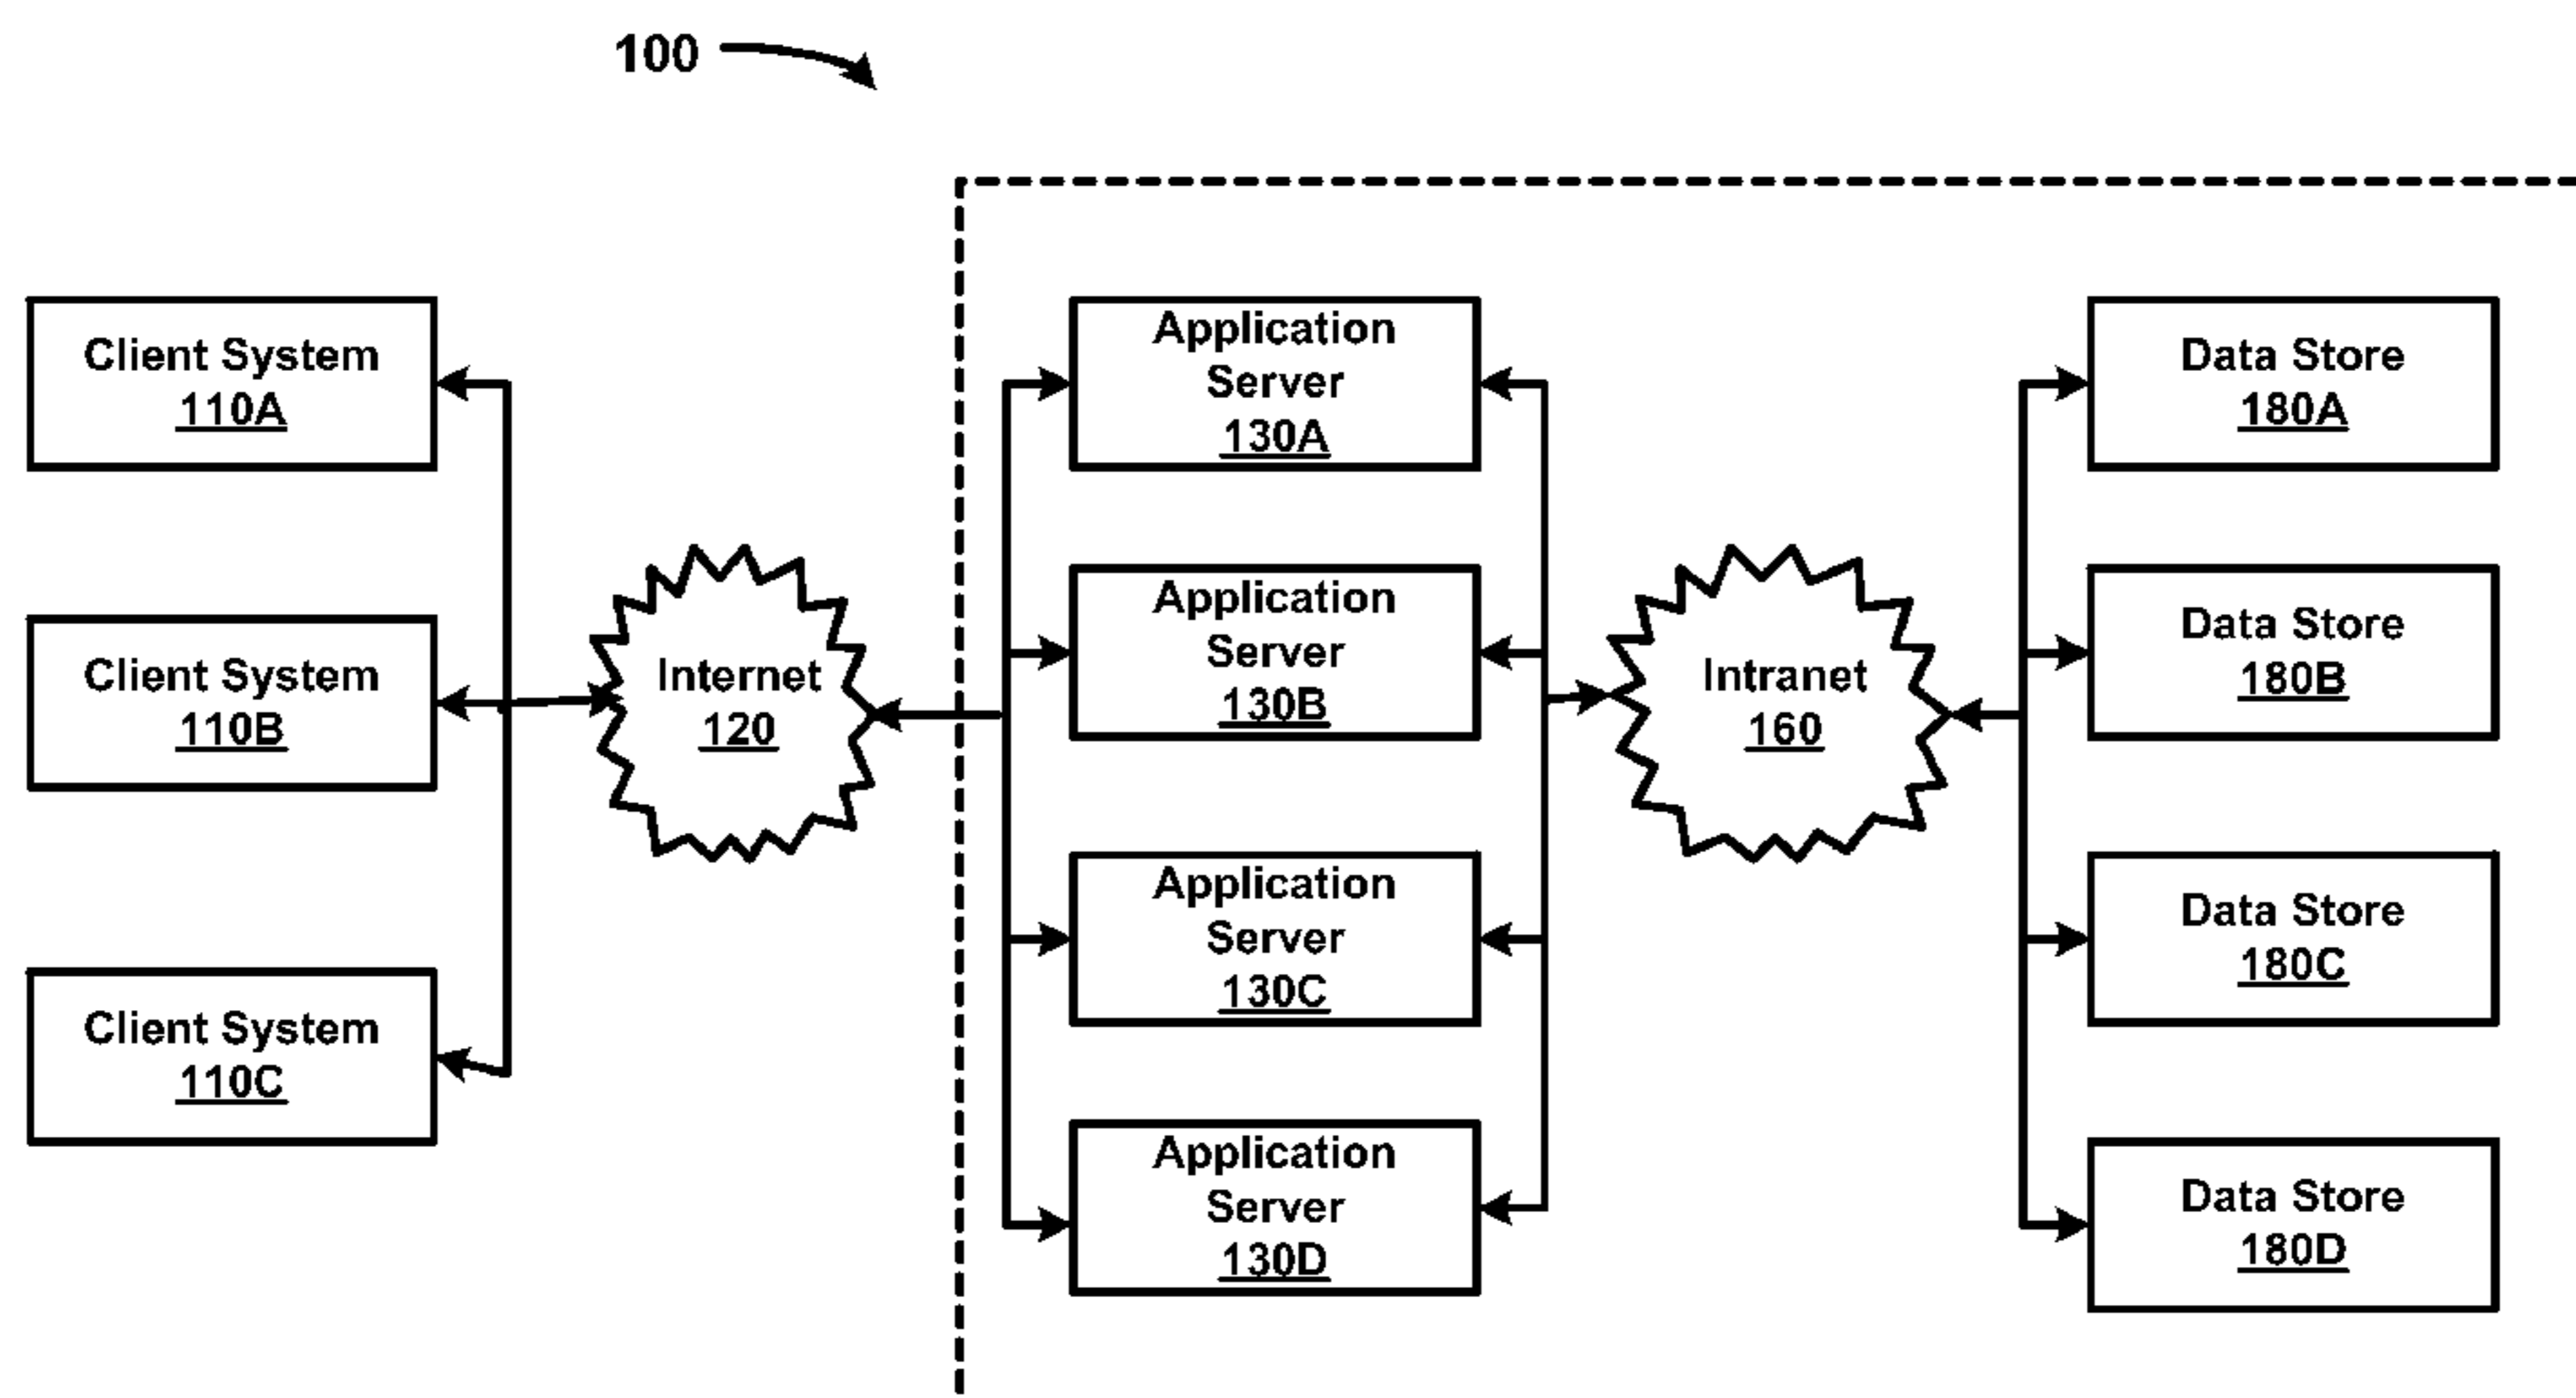 100
Client System
110A
Client System
110B
Client System
110C
Internet
120
Application
Server
130A
Application
Server
130B
Application
Server
130C
Application
Server
130D
Intranet
160
Data Store
180A
Data Store
180B
Data Store
180C
Data Store
180D